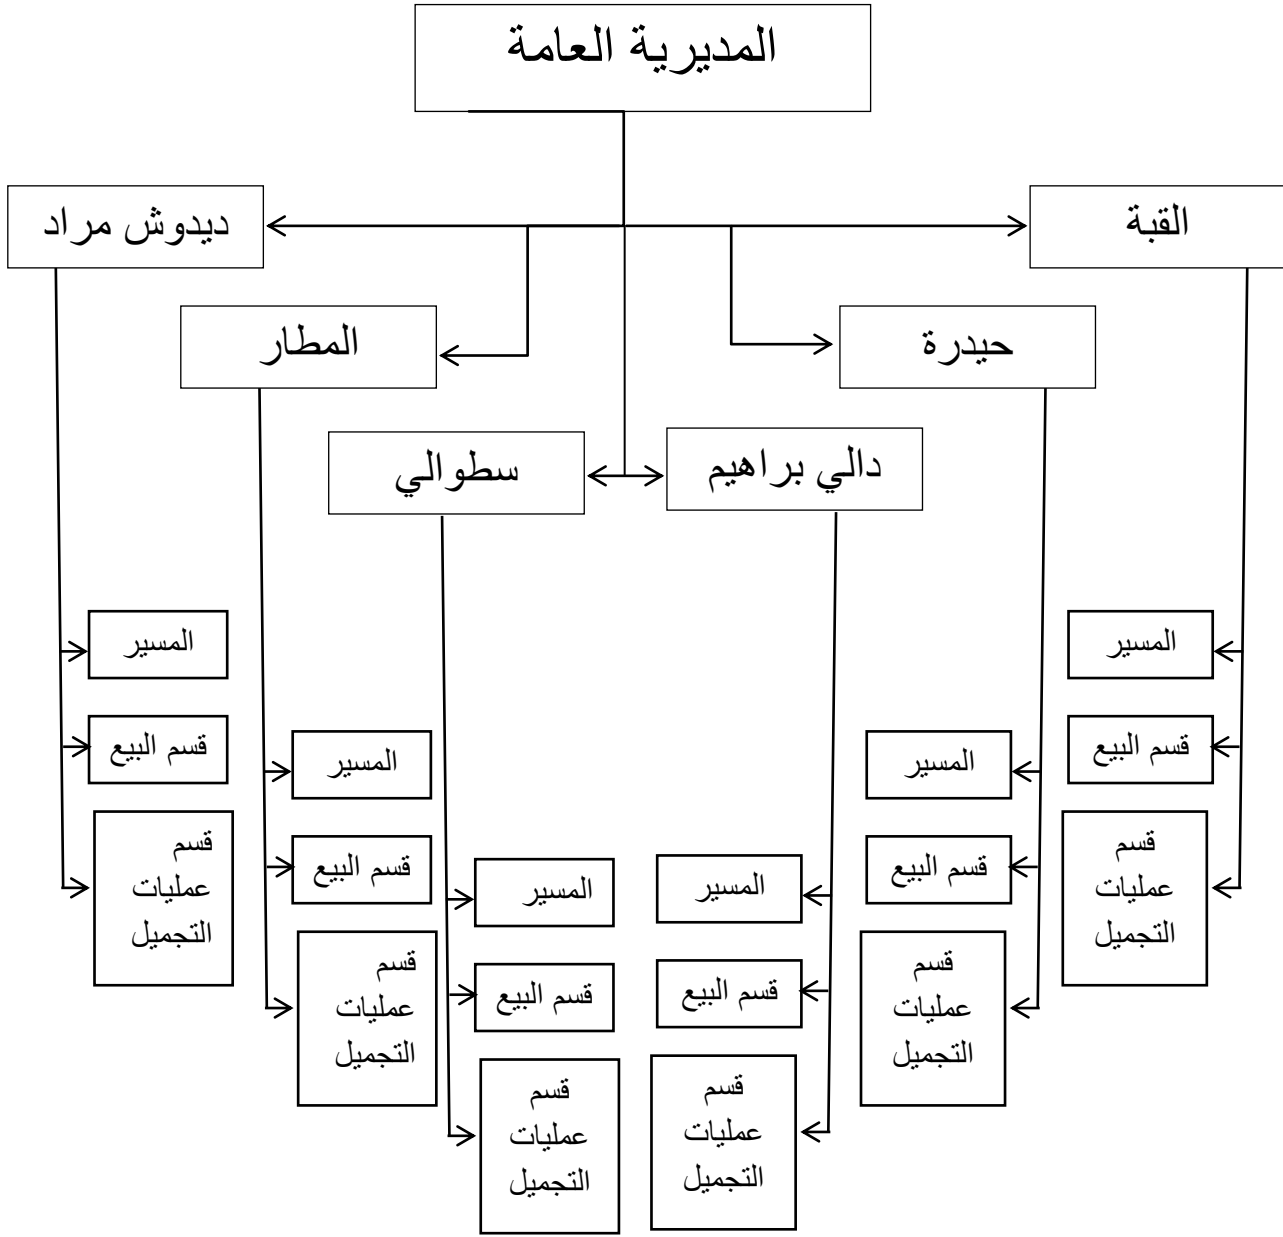 المديرية العامة
القبة
ديدوش مراد
حيدرة
المطار
دالي براهيم
سطوالي
المسير
قسم البيع
قسم
عمليات
التجميل
المسير
قسم البيع
قسم
عمليات
التجميل
المسير
قسم البيع
قسم
عمليات
التجميل
المسير
قسم البيع
قسم
عمليات
التجميل
المسير
قسم البيع
قسم
عمليات
التجميل
المسير
قسم البيع
قسم
عمليات
التجميل